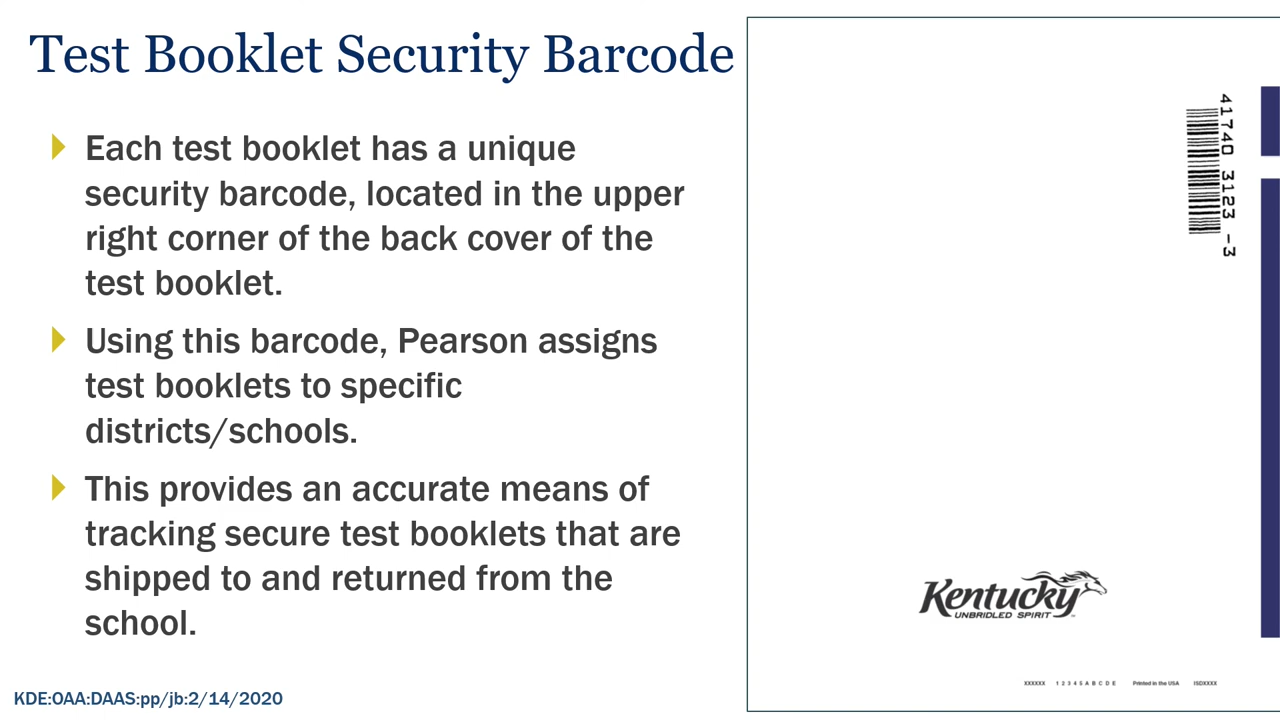 Test Booklet Security Barcode
Each test booklet has a unique
security barcode, located in the upper
right corner of the back cover of the
test booklet.
Using this barcode, Pearson assigns
test booklets to specific
districts/schools.
This provides an accurate means of
tracking secure test booklets that are
shipped to and returned from the
school.
KDE:OAA:DAAS:pp/jb:2/14/2020
41740 3123 -3
Kentucky
UNBRIDLED SPIRIT
XXXXXX 1 2 3 4 5 A B C D E Printed in the USA ISDXXXX